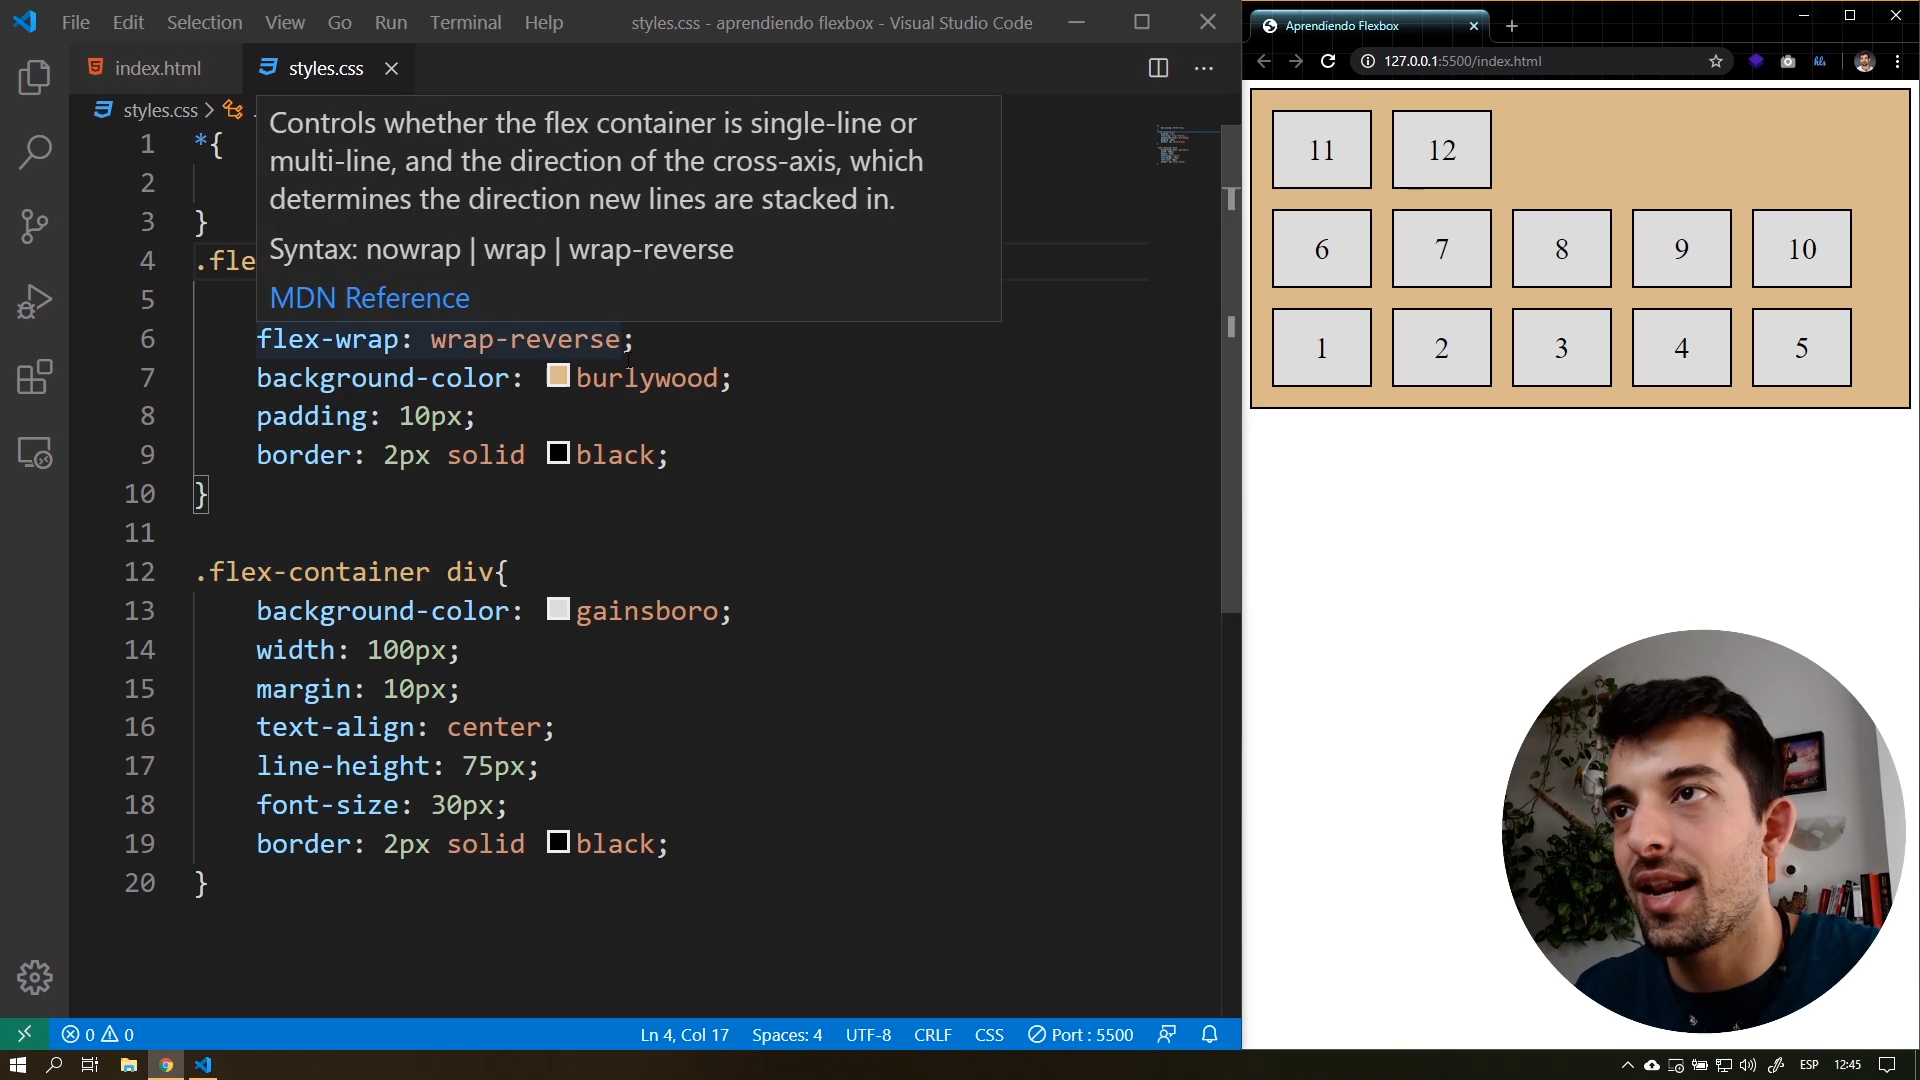 File Edit Selection View Go Run Terminal Help
styles.css - aprendiendo flexbox - Visual Studio Code
index.html
styles.css
styles.css
Controls whether the flex container is single-line or
multi-line, and the direction of the cross-axis, which
determines the direction new lines are stacked in.
Syntax: nowrap | wrap | wrap-reverse
MDN Reference
1 *{
2
3 }
4 .fle
5
6 flex-wrap: wrap-reverse;
7 background-color: burlywood;
8 padding: 10px;
9 border: 2px solid black;
10 }
11
12 .flex-container div{
13 background-color: gainsboro;
14 width: 100px;
15 margin: 10px;
16 text-align: center;
17 line-height: 75px;
18 font-size: 30px;
19 border: 2px solid black;
20 }
0 0
Ln 4, Col 17 Spaces: 4 UTF-8 CRLF CSS Port : 5500
Aprendiendo Flexbox
127.0.0.1:5500/index.html
11 12
6 7 8 9 10
1 2 3 4 5
ESP 12:45